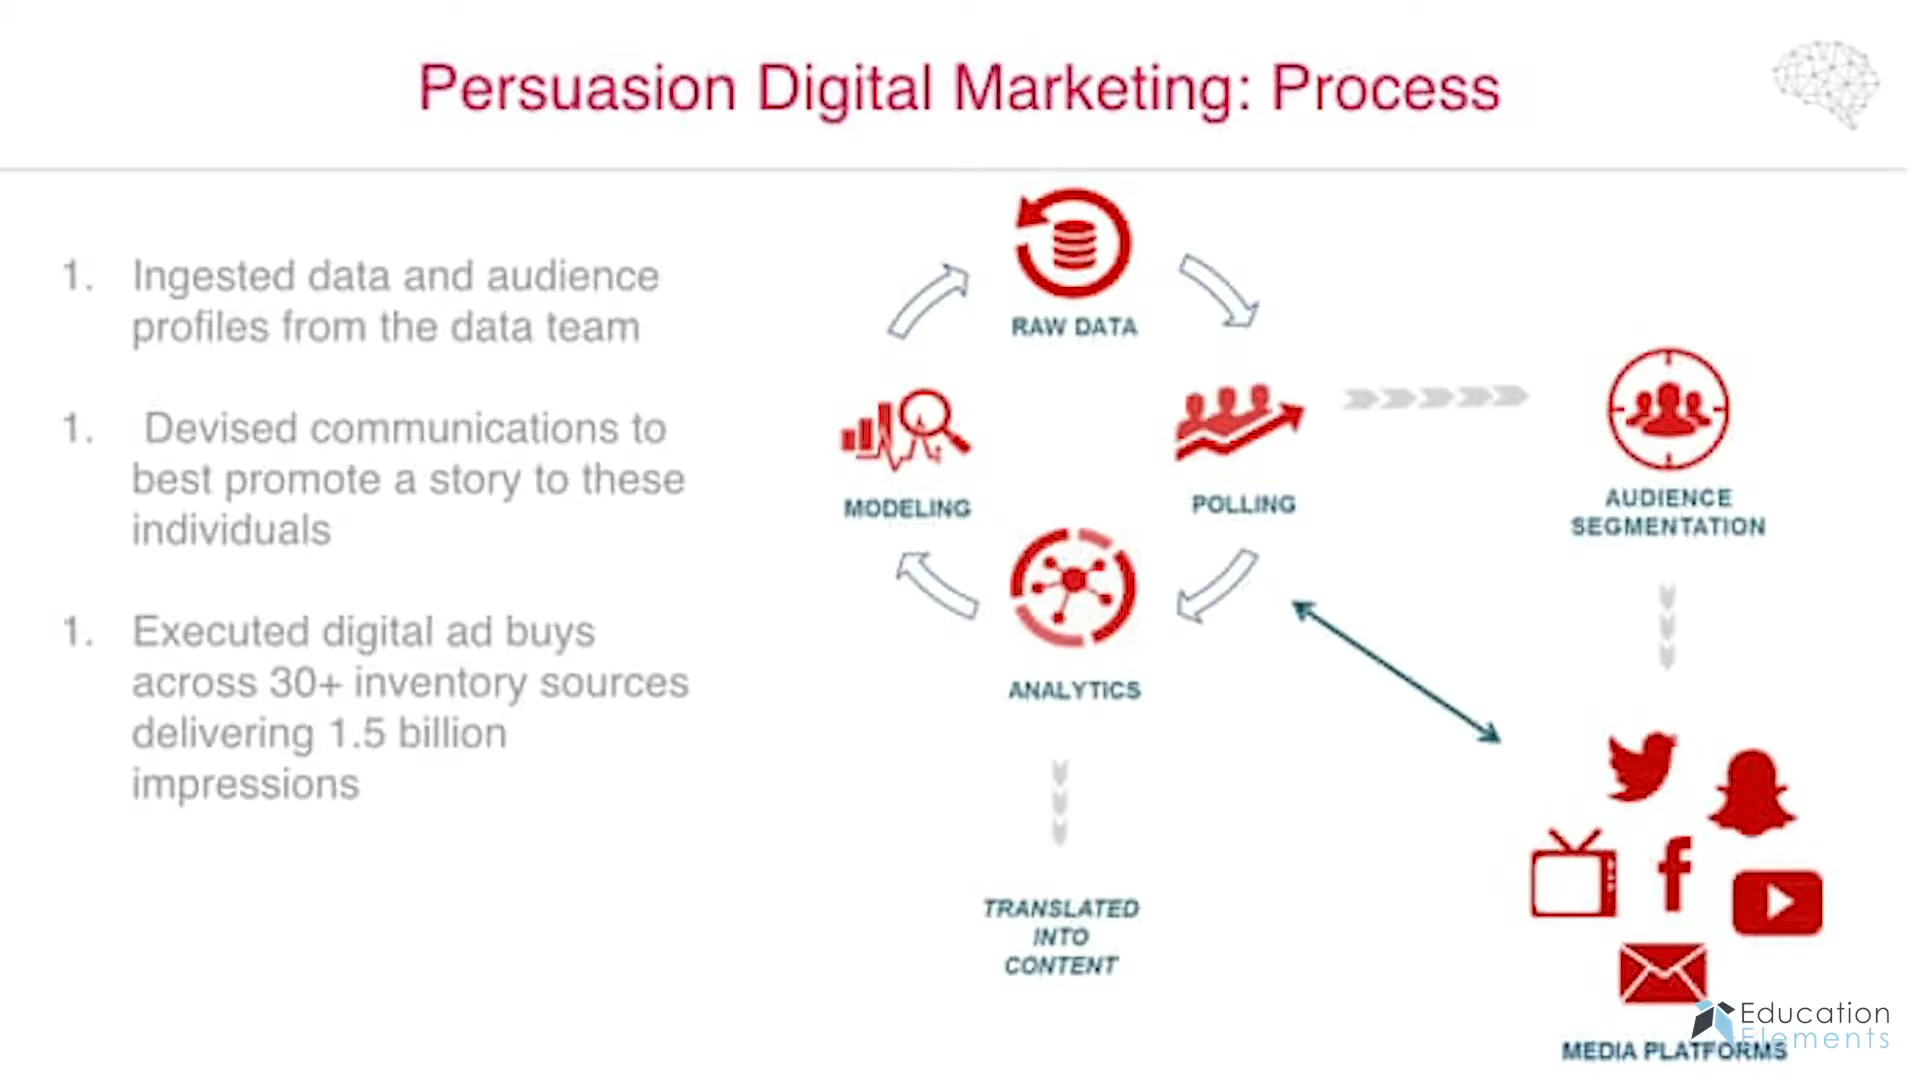 Persuasion Digital Marketing: Process
1. Ingested data and audience
profiles from the data team
1. Devised communications to
best promote a story to these
individuals
1. Executed digital ad buys
across 30+ inventory sources
delivering 1.5 billion
impressions
RAW DATA
MODELING
POLLING
ANALYTICS
TRANSLATED
INTO
CONTENT
AUDIENCE
SEGMENTATION
MEDIA PLATFORMS
Education
Elements